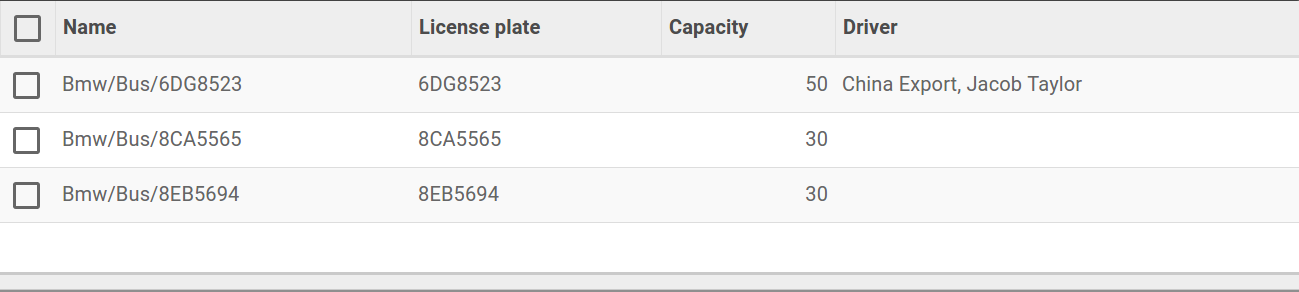 Name License plate Capacity Driver
Bmw/Bus/6DG8523 6DG8523 50 China Export, Jacob Taylor
Bmw/Bus/8CA5565 8CA5565 30
Bmw/Bus/8EB5694 8EB5694 30